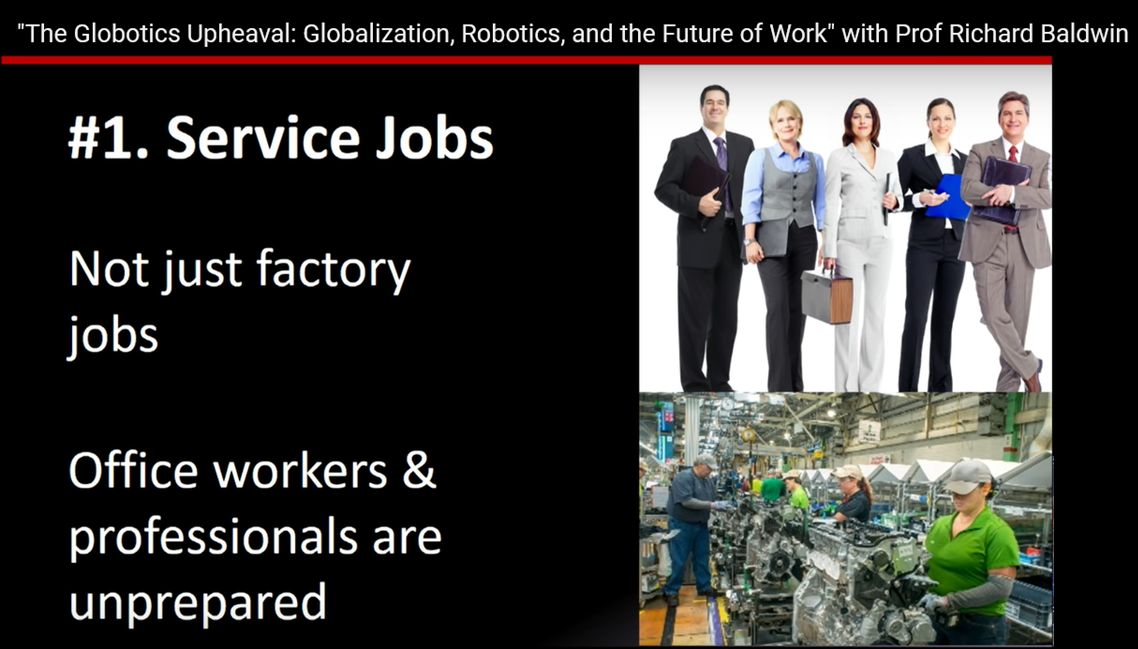 "The Globotics Upheaval: Globalization, Robotics, and the Future of Work" with Prof Richard Baldwin
#1. Service Jobs
Not just factory
jobs
Office workers &
professionals are
unprepared